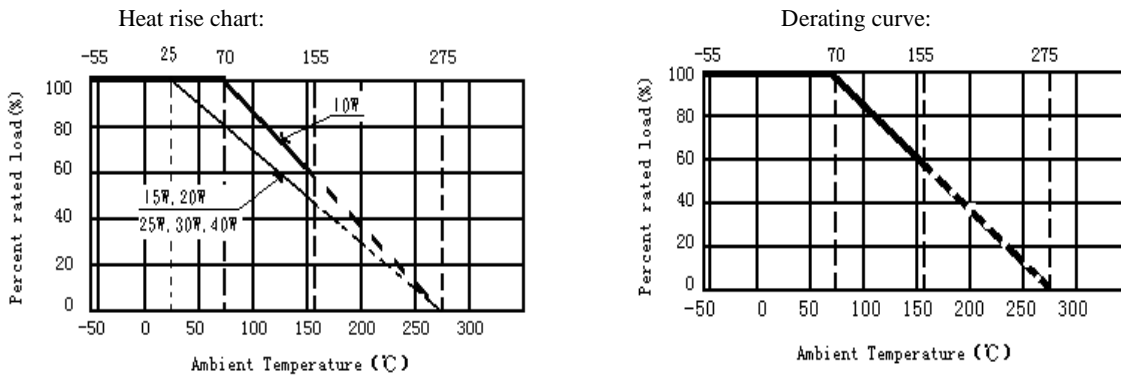 Heat rise chart:
-55 25 70 155 275
Percent rated load(%)
100
80
60
40
20
0
10W
15W, 20W
25W, 30W, 40W
-50 0 50 100 150 200 250 300
Ambient Temperature (℃)
Derating curve:
-55 70 155 275
Percent rated load(%)
100
80
60
40
20
0
-50 0 50 100 150 200 250 300
Ambient Temperature (℃)